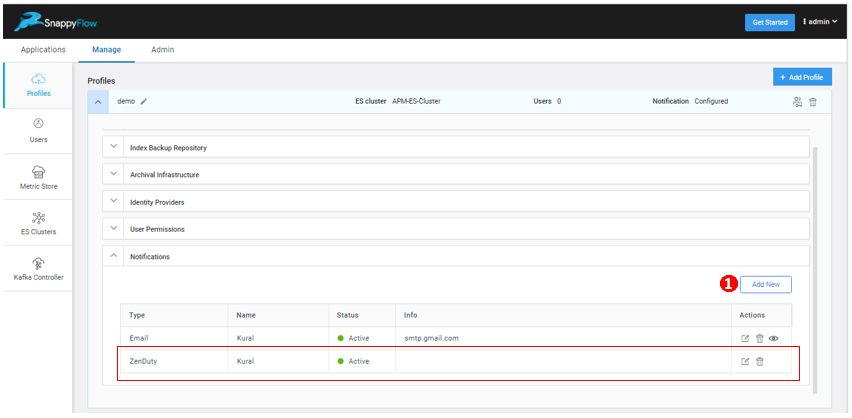 SnappyFlow
Get Started
admin
Applications Manage Admin
Profiles
Users
Metric Store
ES Clusters
Kafka Controller
Profiles
+ Add Profile
demo ES cluster APM-ES-Cluster Users 0 Notification Configured
Index Backup Repository
Archival Infrastructure
Identity Providers
User Permissions
Notifications
1 Add New
Type Name Status Info Actions
Email Kural Active smtp.gmail.com
ZenDuty Kural Active